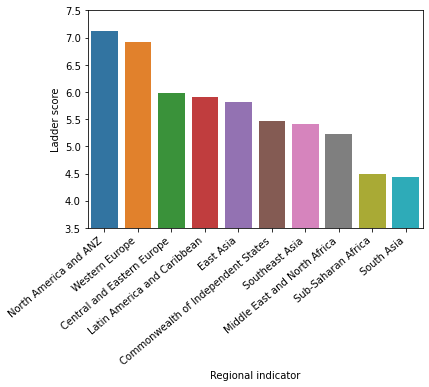 7.5
7.0
6.5
6.0
5.5
5.0
4.5
4.0
3.5
Ladder score
North America and ANZ
Western Europe
Central and Eastern Europe
Latin America and Caribbean
East Asia
Commonwealth of Independent States
Southeast Asia
Middle East and North Africa
Sub-Saharan Africa
South Asia
Regional indicator